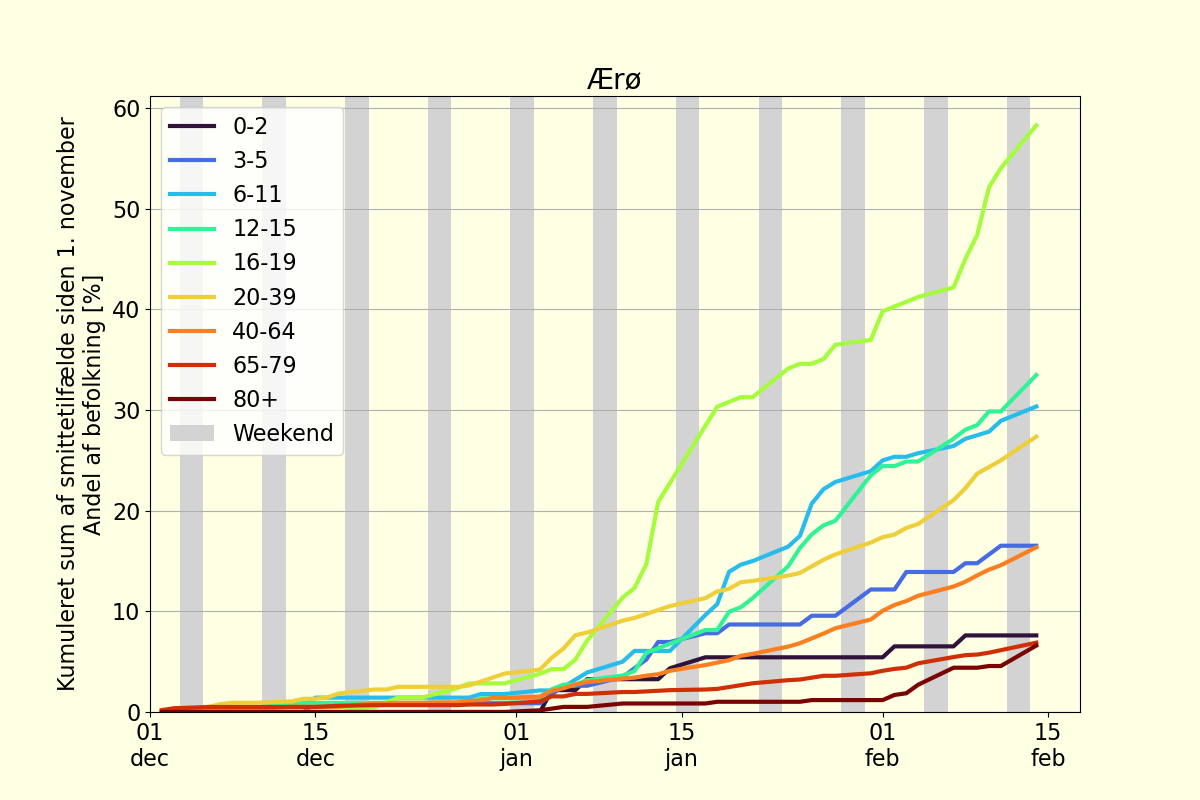 Ærø
Kumuleret sum af smittetilfælde siden 1. november
Andel af befolkning [%]
60
50
40
30
20
10
0
0-2
3-5
6-11
12-15
16-19
20-39
40-64
65-79
80+
Weekend
01 15 01 15 01 15
dec dec jan jan feb feb